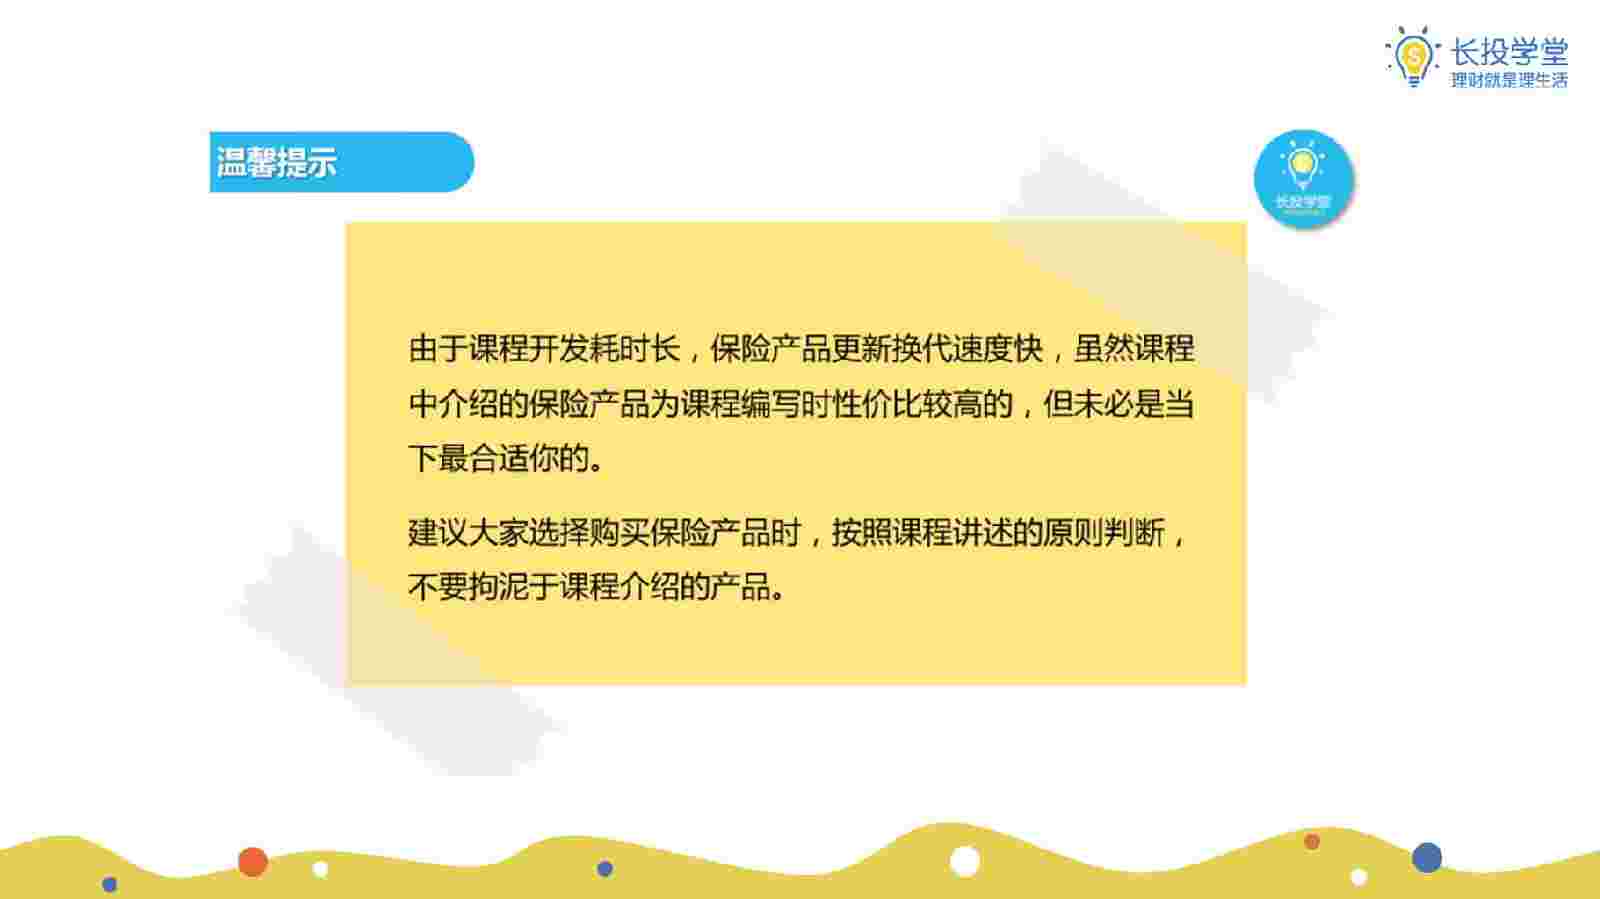 长投学堂
理财就是理生活
温馨提示
长投学堂
由于课程开发耗时长，保险产品更新换代速度快，虽然课程
中介绍的保险产品为课程编写时性价比较高的，但未必是当
下最合适你的。
建议大家选择购买保险产品时，按照课程讲述的原则判断，
不要拘泥于课程介绍的产品。